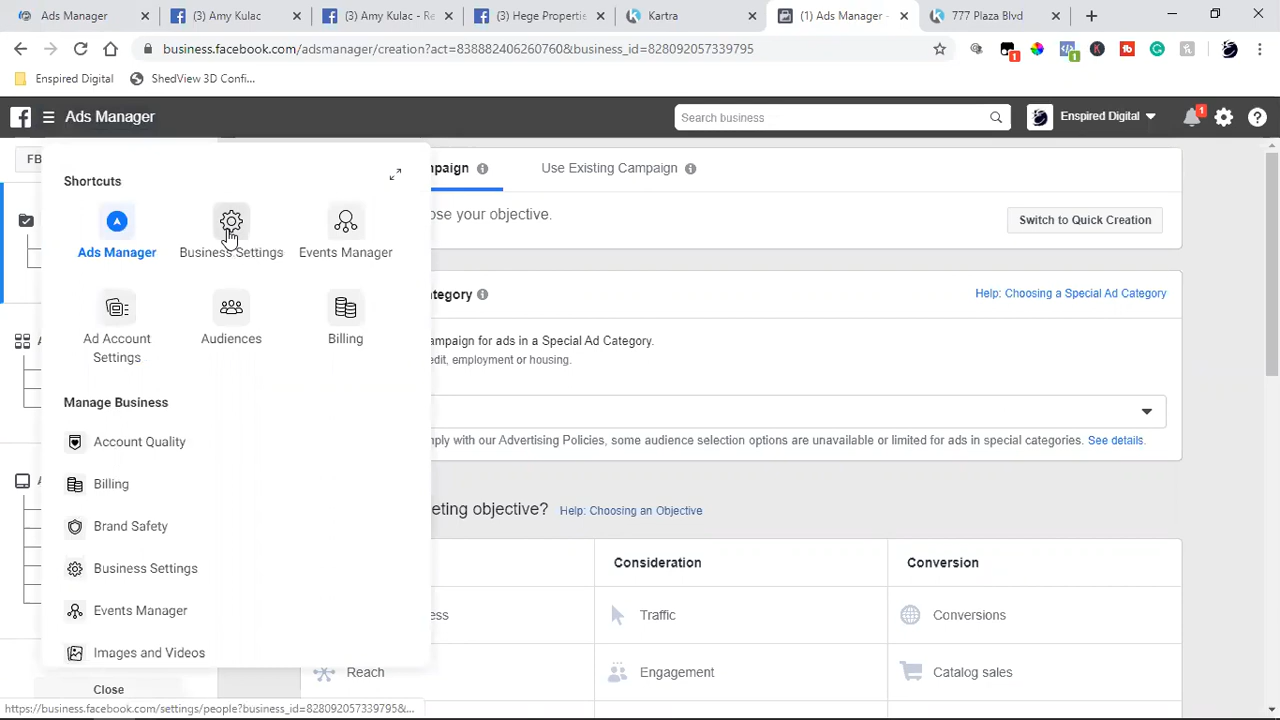 Ads Manager
(3) Amy Kulac
(3) Amy Kulac - Re
(3) Hege Propertie
Kartra
(1) Ads Manager -
777 Plaza Blvd
business.facebook.com/adsmanager/creation?act=838882406260760&business_id=828092057339795
1
1
Enspired Digital
ShedView 3D Confi...
Ads Manager
Search business
Enspired Digital
1
FB
Shortcuts
Ads Manager
Business Settings
Events Manager
Ad Account
Settings
Audiences
Billing
Manage Business
Account Quality
Billing
Brand Safety
Business Settings
Events Manager
Images and Videos
Close
mpaign
Use Existing Campaign
ose your objective.
Switch to Quick Creation
ategory
Help: Choosing a Special Ad Category
ampaign for ads in a Special Ad Category.
edit, employment or housing.
mply with our Advertising Policies, some audience selection options are unavailable or limited for ads in special categories. See details.
eting objective? Help: Choosing an Objective
Consideration
Conversion
ess
Traffic
Conversions
Reach
Engagement
Catalog sales
https://business.facebook.com/settings/people?business_id=828092057339795&...